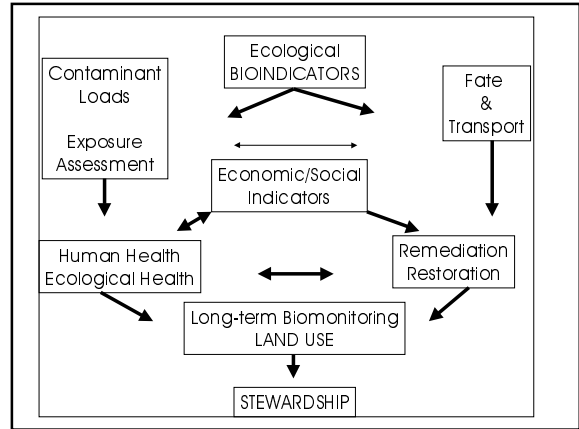 Ecological
BIOINDICATORS
Contaminant
Loads
Exposure
Assessment
Fate
&
Transport
Economic/Social
Indicators
Human Health
Ecological Health
Remediation
Restoration
Long-term Biomonitoring
LAND USE
STEWARDSHIP